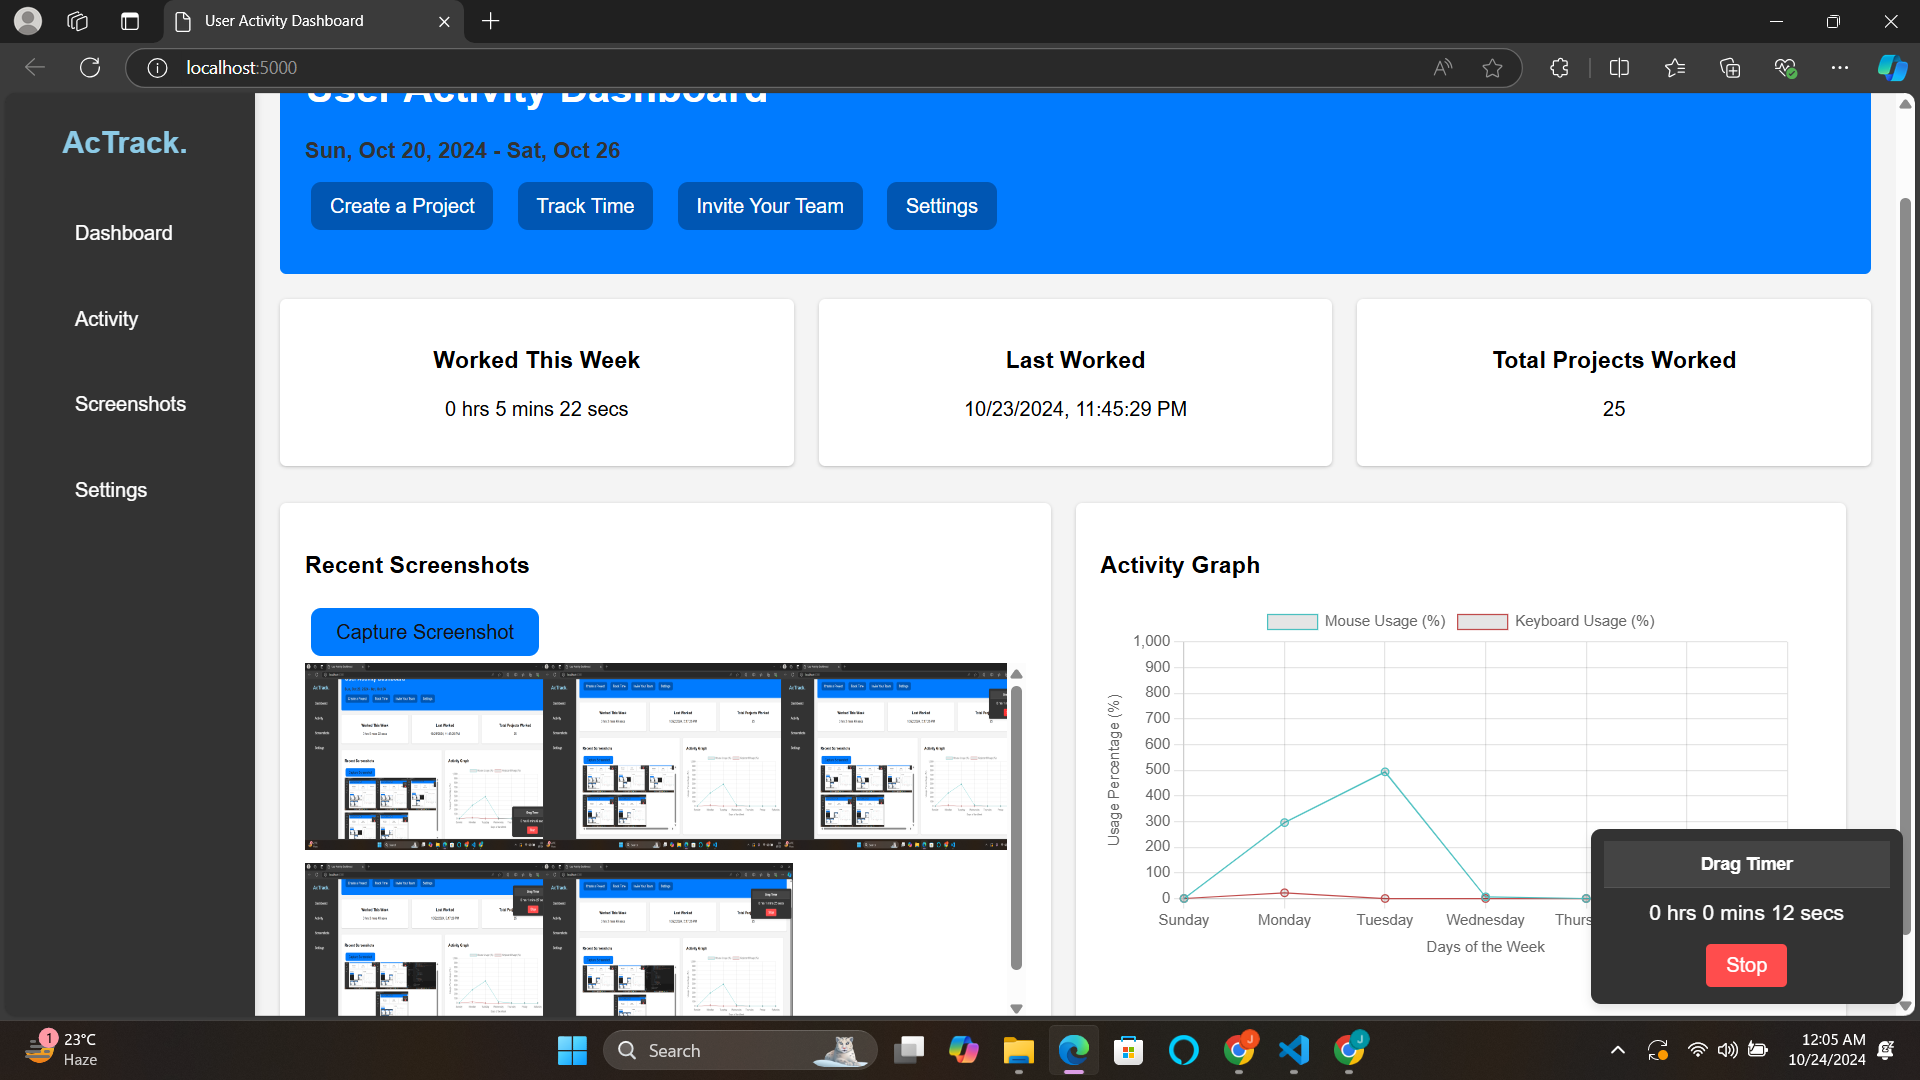 User Activity Dashboard
localhost:5000
AcTrack.
Dashboard
Activity
Screenshots
Settings
User Activity Dashboard
Sun, Oct 20, 2024 - Sat, Oct 26
Create a Project
Track Time
Invite Your Team
Settings
Worked This Week
0 hrs 5 mins 22 secs
Last Worked
10/23/2024, 11:45:29 PM
Total Projects Worked
25
Recent Screenshots
Capture Screenshot
Activity Graph
Mouse Usage (%)
Keyboard Usage (%)
Usage Percentage (%)
1,000
900
800
700
600
500
400
300
200
100
0
Sunday
Monday
Tuesday
Wednesday
Thurs
Days of the Week
Drag Timer
0 hrs 0 mins 12 secs
Stop
1
23°C
Haze
Search
J
J
12:05 AM
10/24/2024